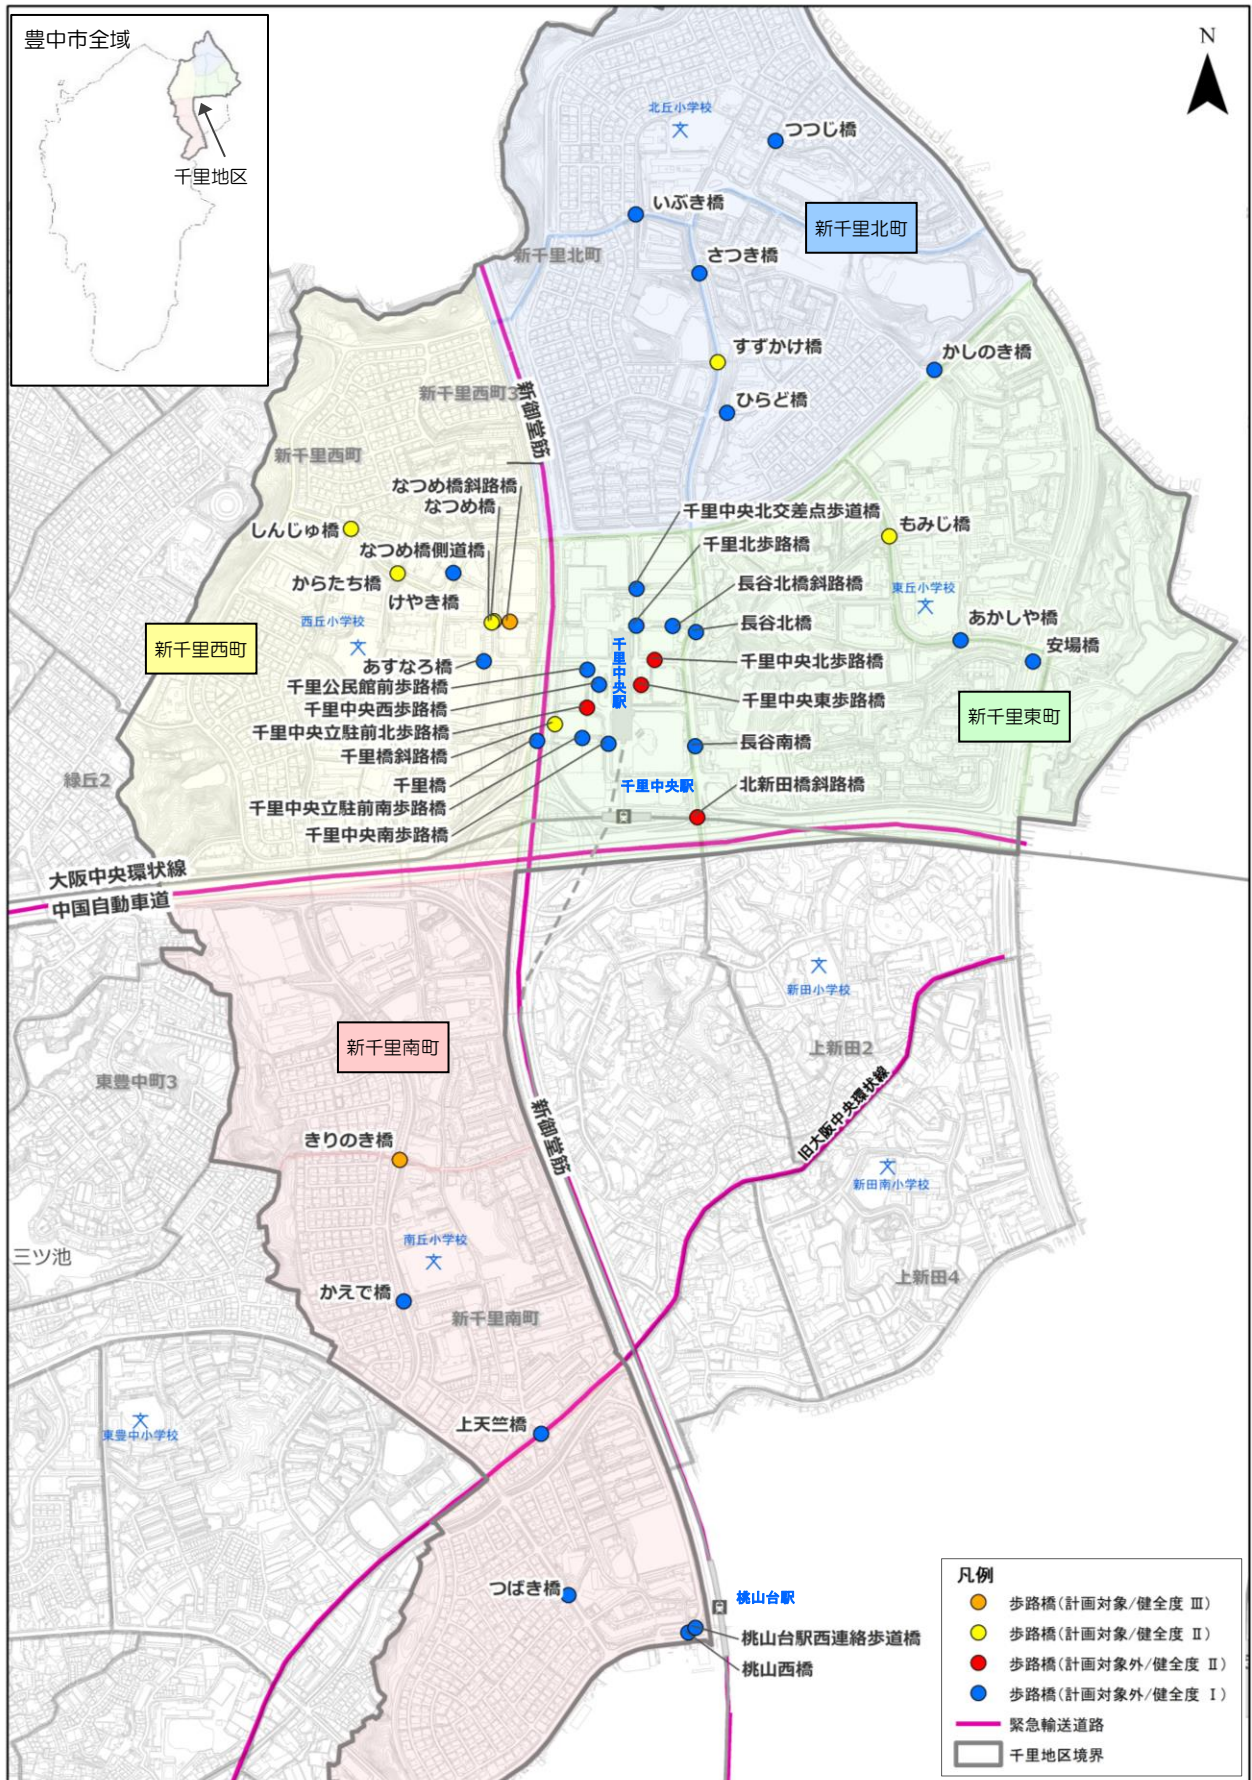 豊中市全域
千里地区
N
北丘小学校
つつじ橋
いぶき橋
新千里北町
新千里北町
さつき橋
すずかけ橋
かしのき橋
ひらど橋
新千里西町3
新御堂筋
新千里西町
なつめ橋斜路橋
なつめ橋
しんじゅ橋
なつめ橋側道橋
からたち橋
けやき橋
西丘小学校
新千里西町
あすなろ橋
千里公民館前歩路橋
千里中央西歩路橋
千里中央立駐前北歩路橋
千里橋斜路橋
千里橋
千里中央立駐前南歩路橋
千里中央南歩路橋
千里中央北交差点歩道橋
千里北歩路橋
長谷北橋斜路橋
長谷北橋
千里中央駅
千里中央北歩路橋
千里中央東歩路橋
長谷南橋
千里中央駅
北新田橋斜路橋
もみじ橋
東丘小学校
あかしや橋
安場橋
新千里東町
緑丘2
大阪中央環状線
中国自動車道
新田小学校
上新田2
新千里南町
東豊中町3
旧大阪中央環状線
新御堂筋
きりのき橋
新田南小学校
南丘小学校
三ツ池
上新田4
かえで橋
新千里南町
上天竺橋
東豊中小学校
つばき橋
桃山台駅
桃山台駅西連絡歩道橋
桃山西橋
凡例
歩路橋(計画対象/健全度 Ⅲ)
歩路橋(計画対象/健全度 Ⅱ)
歩路橋(計画対象外/健全度 Ⅱ)
歩路橋(計画対象外/健全度 Ⅰ)
緊急輸送道路
千里地区境界